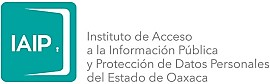 IAIP
Instituto de Acceso
a la Información Pública
y Protección de Datos Personales
del Estado de Oaxaca